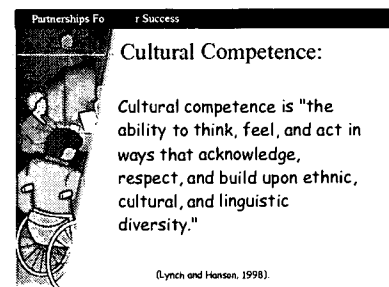 Partnerships Fo r Success
Cultural Competence:
Cultural competence is "the
ability to think, feel, and act in
ways that acknowledge,
respect, and build upon ethnic,
cultural, and linguistic
diversity."
(Lynch and Hanson, 1998).